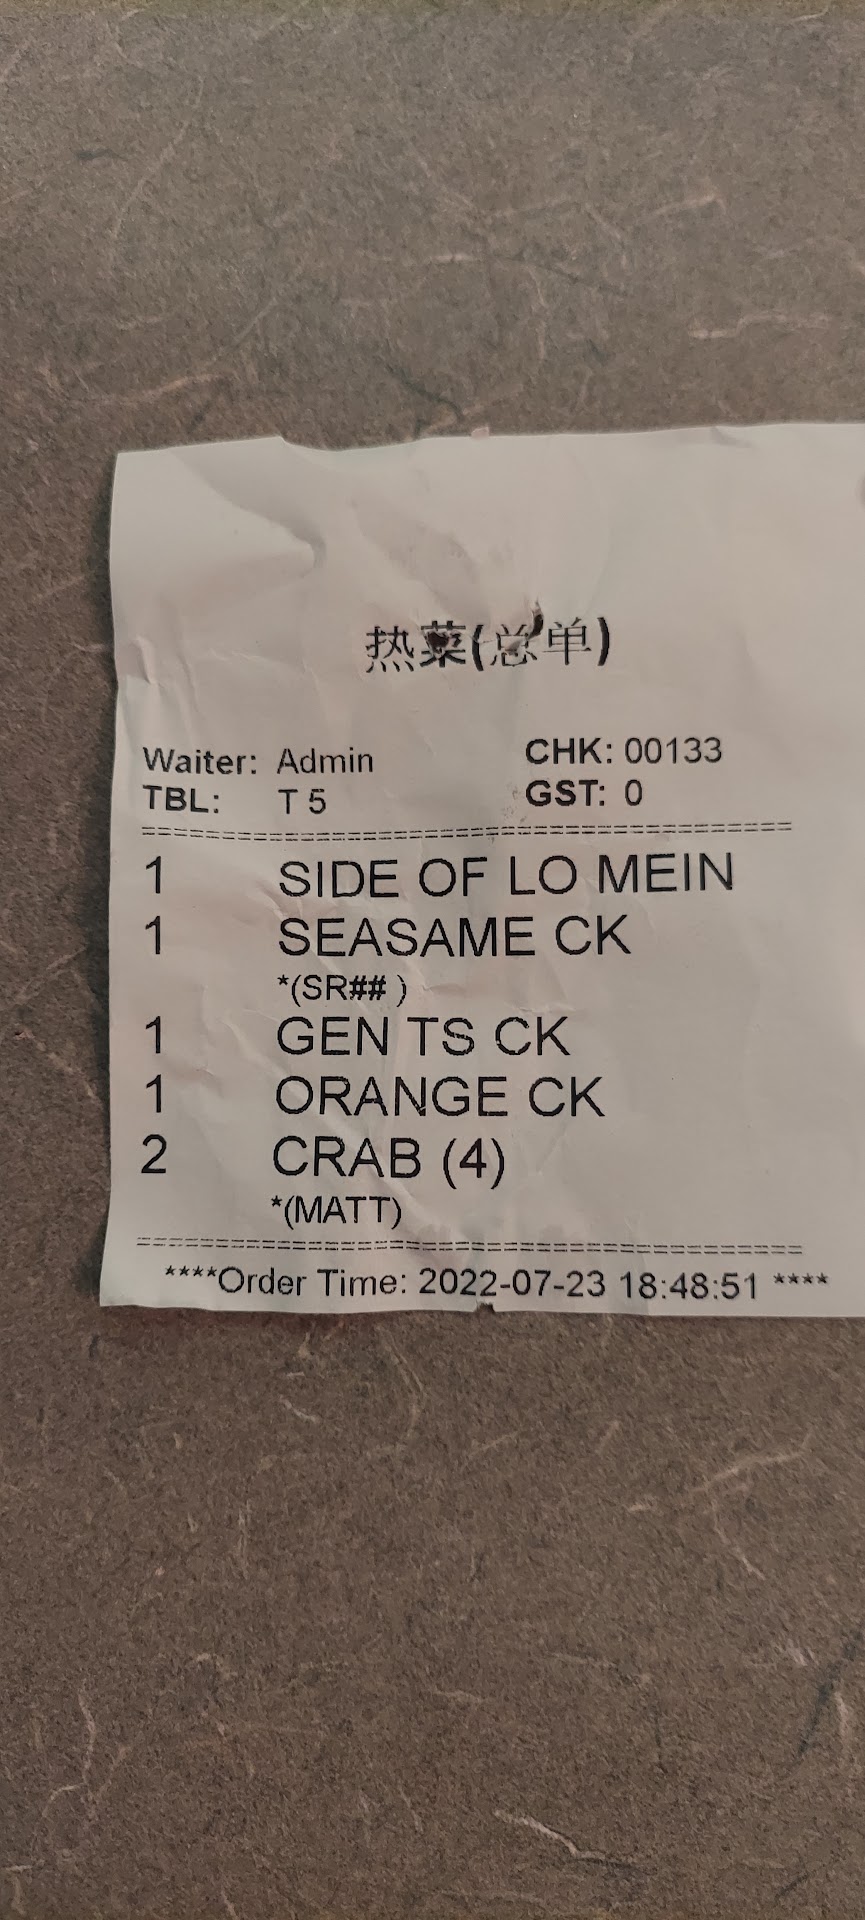 热菜(总单)
Waiter: Admin CHK: 00133
TBL: T 5 GST: 0
==================================================
1 SIDE OF LO MEIN
1 SEASAME CK
*(SR## )
1 GEN TS CK
1 ORANGE CK
2 CRAB (4)
*(MATT)
==================================================
****Order Time: 2022-07-23 18:48:51 ****